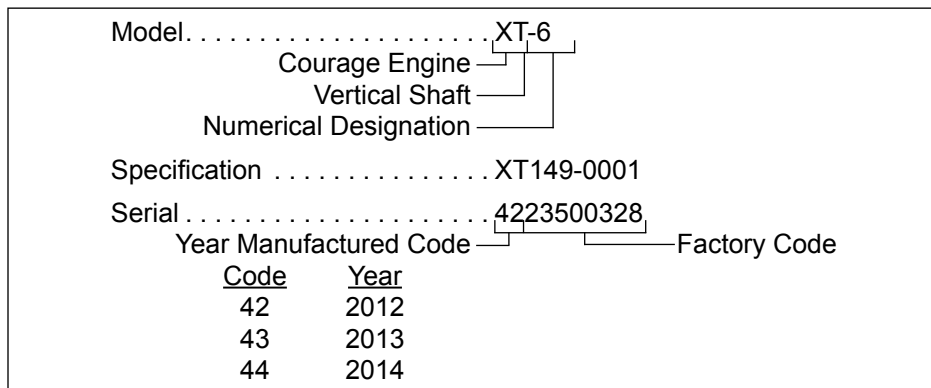 Model. . . . . . . . . . . . . . . . . . . . . XT-6
Courage Engine
Vertical Shaft
Numerical Designation
Specification . . . . . . . . . . . . . . . XT149-0001
Serial . . . . . . . . . . . . . . . . . . . . . 4223500328
Year Manufactured Code Factory Code
Code Year
42 2012
43 2013
44 2014